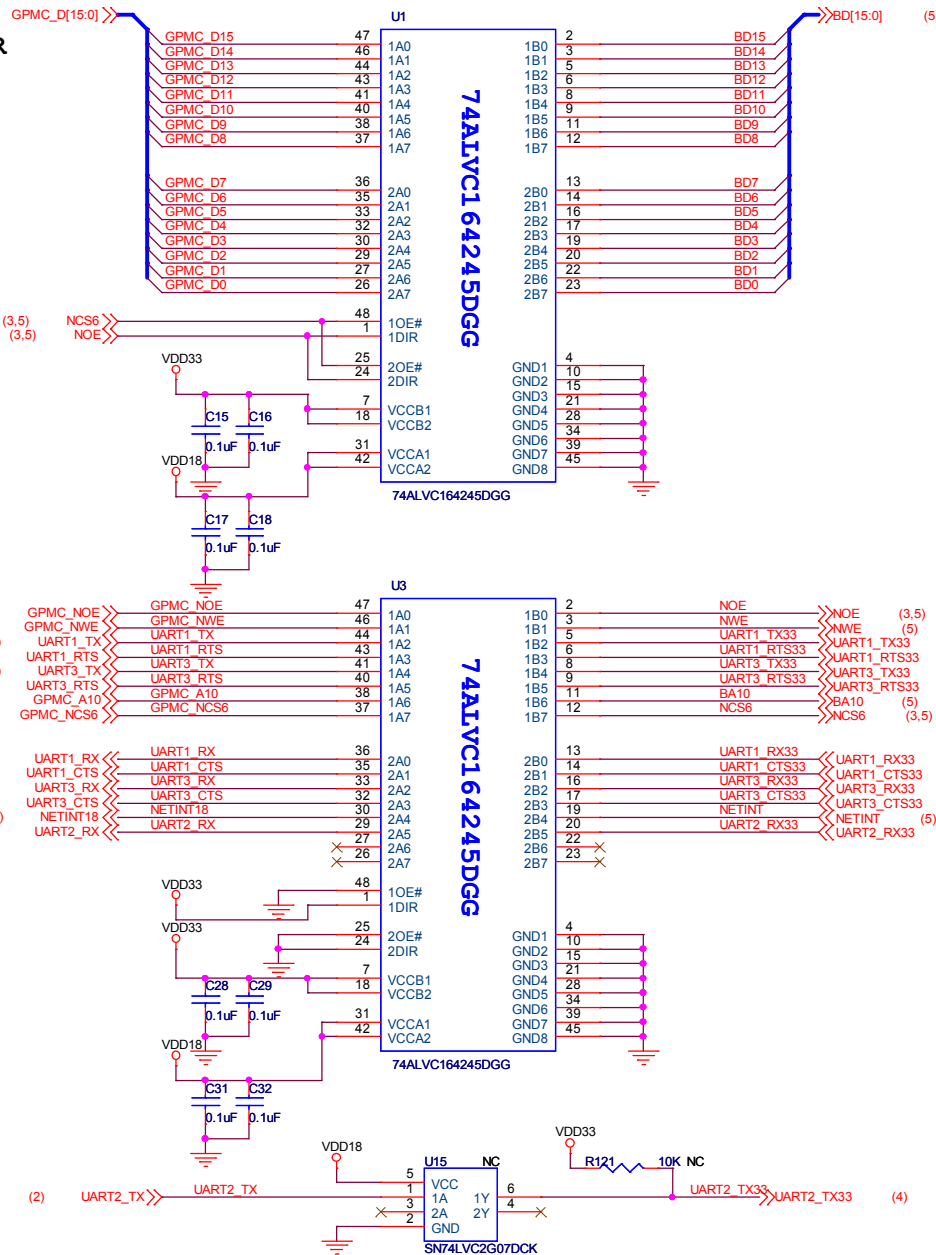 GPMC_D[15:0] U1 BD[15:0] (5
R
GPMC_D15 47 1A0 1B0 2 BD15
GPMC_D14 46 1A1 1B1 3 BD14
GPMC_D13 44 1A2 1B2 5 BD13
GPMC_D12 43 1A3 1B3 6 BD12
GPMC_D11 41 1A4 1B4 8 BD11
GPMC_D10 40 1A5 1B5 9 BD10
GPMC_D9 38 1A6 1B6 11 BD9
GPMC_D8 37 1A7 1B7 12 BD8
74ALVC164245DGG
GPMC_D7 36 2A0 2B0 13 BD7
GPMC_D6 35 2A1 2B1 14 BD6
GPMC_D5 33 2A2 2B2 16 BD5
GPMC_D4 32 2A3 2B3 17 BD4
GPMC_D3 30 2A4 2B4 19 BD3
GPMC_D2 29 2A5 2B5 20 BD2
GPMC_D1 27 2A6 2B6 22 BD1
GPMC_D0 26 2A7 2B7 23 BD0
(3,5) NCS6 48 1OE#
(3,5) NOE 1 1DIR
VDD33
25 2OE# GND1 4
24 2DIR GND2 10
GND3 15
7 VCCB1 GND4 21
18 VCCB2 GND5 28
C15 C16
0.1uF 0.1uF
GND6 34
31 VCCA1 GND7 39
42 VCCA2 GND8 45
VDD18
74ALVC164245DGG
C17 C18
0.1uF 0.1uF
U3
GPMC_NOE GPMC_NOE 47 1A0 1B0 2 NOE NOE (3,5)
GPMC_NWE GPMC_NWE 46 1A1 1B1 3 NWE NWE (5)
UART1_TX UART1_TX 44 1A2 1B2 5 UART1_TX33 UART1_TX33
UART1_RTS UART1_RTS 43 1A3 1B3 6 UART1_RTS33 UART1_RTS33
UART3_TX UART3_TX 41 1A4 1B4 8 UART3_TX33 UART3_TX33
UART3_RTS UART3_RTS 40 1A5 1B5 9 UART3_RTS33 UART3_RTS33
GPMC_A10 GPMC_A10 38 1A6 1B6 11 BA10 BA10 (5)
GPMC_NCS6 GPMC_NCS6 37 1A7 1B7 12 NCS6 NCS6 (3,5)
74ALVC164245DGG
UART1_RX UART1_RX 36 2A0 2B0 13 UART1_RX33 UART1_RX33
UART1_CTS UART1_CTS 35 2A1 2B1 14 UART1_CTS33 UART1_CTS33
UART3_RX UART3_RX 33 2A2 2B2 16 UART3_RX33 UART3_RX33
UART3_CTS UART3_CTS 32 2A3 2B3 17 UART3_CTS33 UART3_CTS33
) NETINT18 NETINT18 30 2A4 2B4 19 NETINT NETINT (5)
UART2_RX UART2_RX 29 2A5 2B5 20 UART2_RX33 UART2_RX33
27 2A6 2B6 22
26 2A7 2B7 23
VDD33
48 1OE#
1 1DIR
VDD33
25 2OE# GND1 4
24 2DIR GND2 10
GND3 15
7 VCCB1 GND4 21
18 VCCB2 GND5 28
C28 C29
0.1uF 0.1uF
GND6 34
31 VCCA1 GND7 39
42 VCCA2 GND8 45
VDD18
74ALVC164245DGG
C31 C32
0.1uF 0.1uF
VDD18 VDD33
U15 NC R121 10K NC
5 VCC
(2) UART2_TX UART2_TX 1 1A 1Y 6 UART2_TX33 UART2_TX33 (4)
3 2A 2Y 4
2 GND
SN74LVC2G07DCK